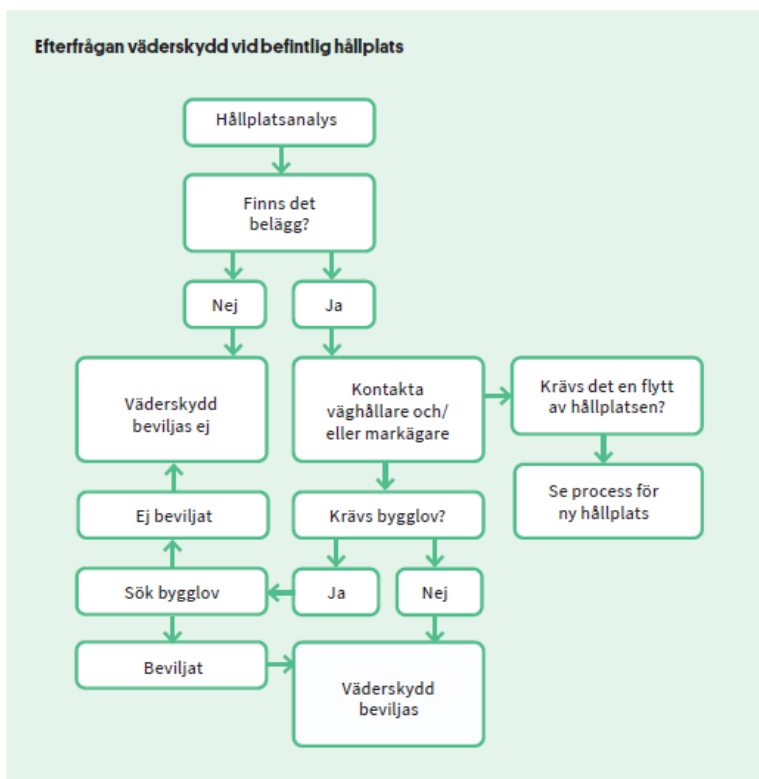 Efterfrågan väderskydd vid befintlig hållplats
Hållplatsanalys
Finns det
belägg?
Nej
Ja
Väderskydd
beviljas ej
Kontakta
väghållare och/
eller markägare
Krävs det en flytt
av hållplatsen?
Se process för
ny hållplats
Ej beviljat
Krävs bygglov?
Sök bygglov
Ja
Nej
Beviljat
Väderskydd
beviljas